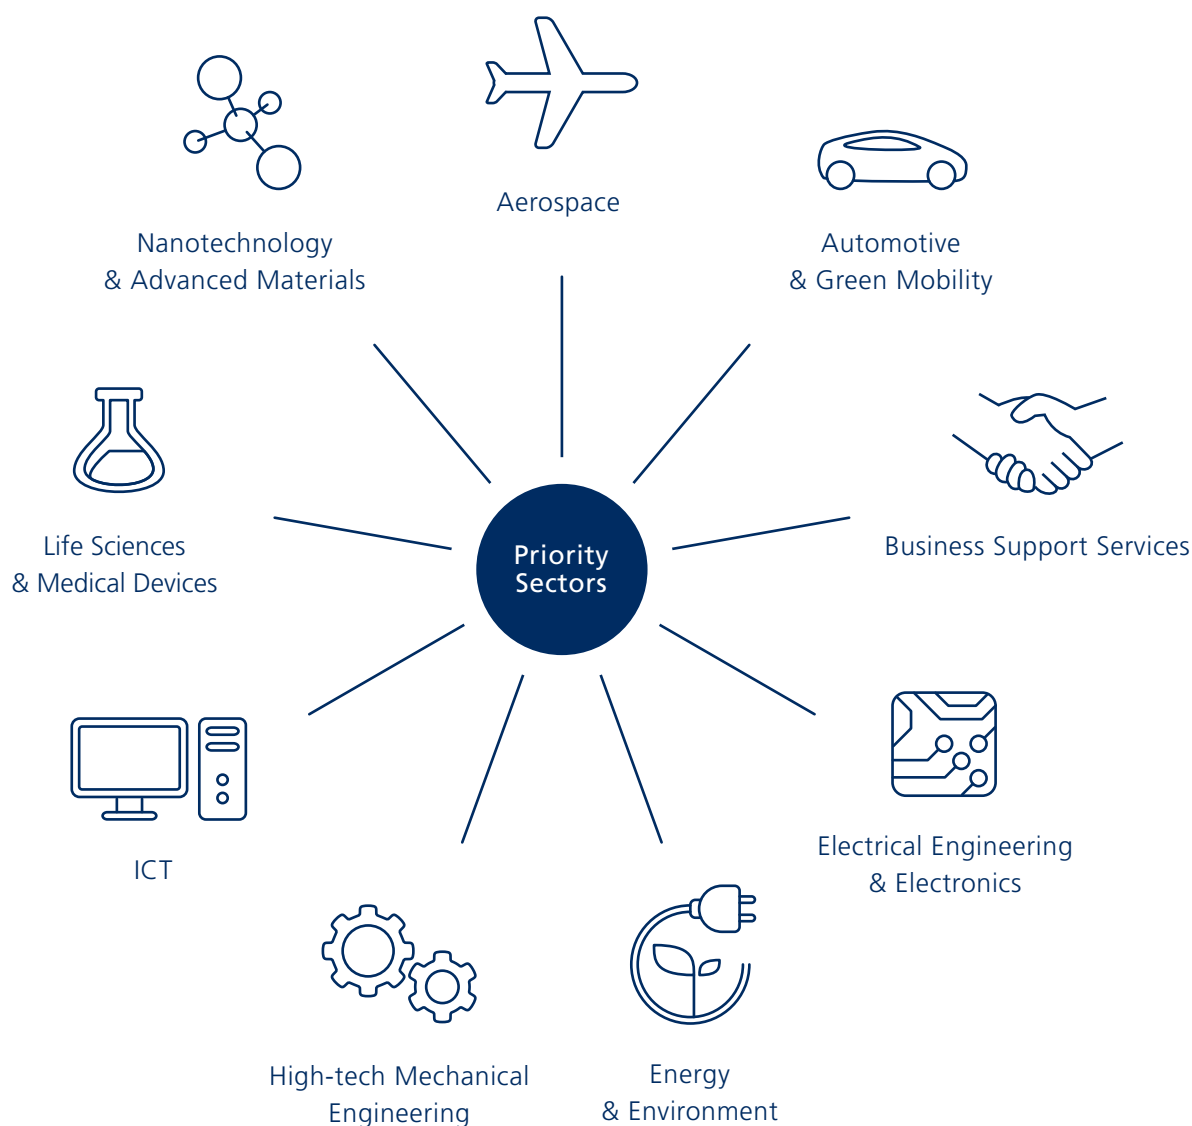 Aerospace
Nanotechnology
& Advanced Materials
Automotive
& Green Mobility
Life Sciences
& Medical Devices
Priority
Sectors
Business Support Services
ICT
Electrical Engineering
& Electronics
High-tech Mechanical
Engineering
Energy
& Environment